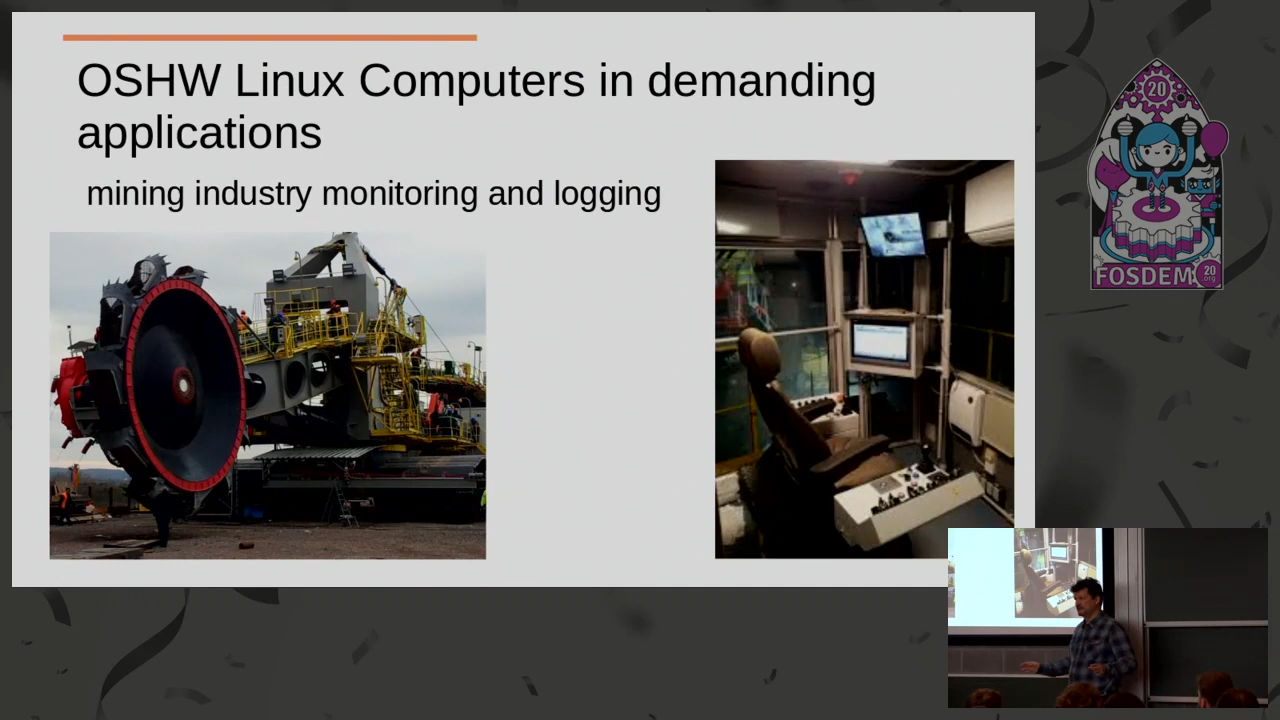 OSHW Linux Computers in demanding
applications
mining industry monitoring and logging
20
FOSDEM
20
org